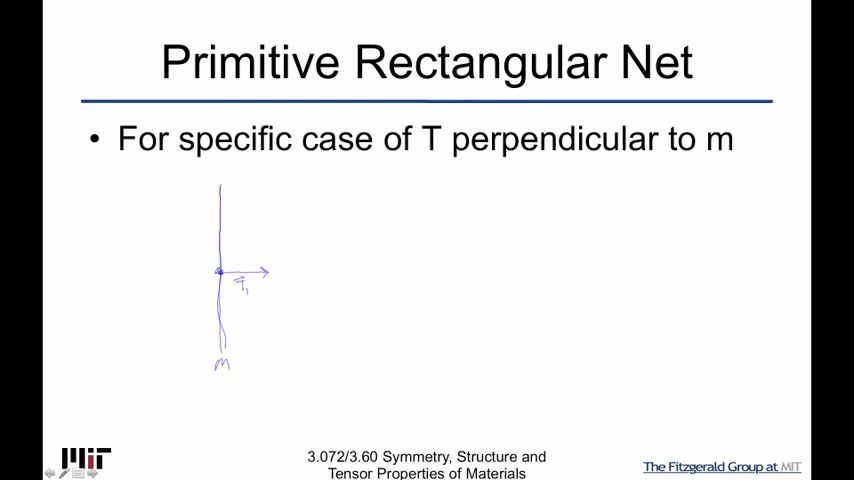 Primitive Rectangular Net
• For specific case of T perpendicular to m
T₁
m
MIT
3.072/3.60 Symmetry, Structure and
Tensor Properties of Materials
The Fitzgerald Group at MIT